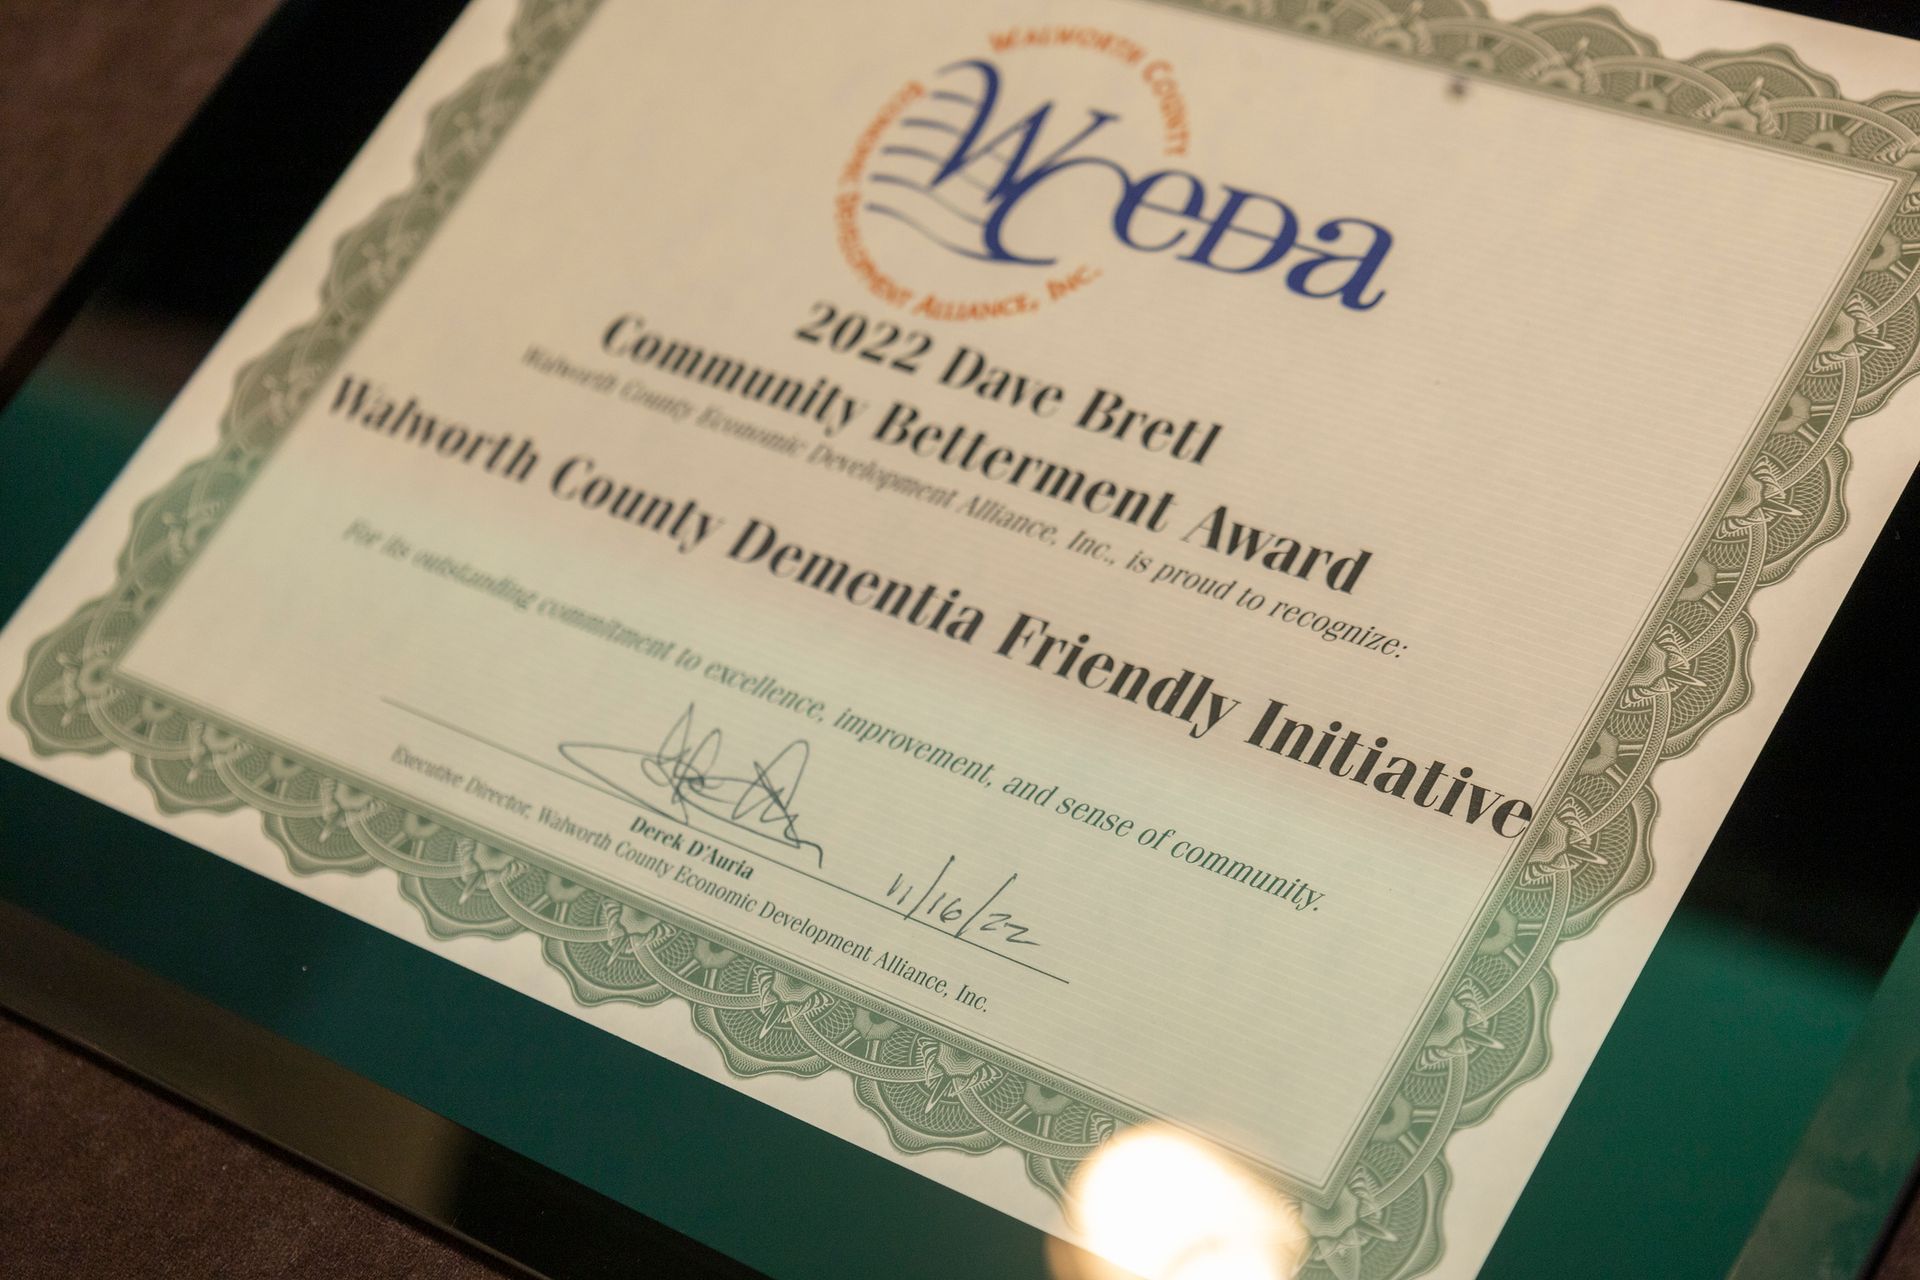 WALWORTH COUNTY
ECONOMIC DEVELOPMENT ALLIANCE, INC.
WCEDA
2022 Dave Bretl
Community Betterment Award
Walworth County Economic Development Alliance, Inc., is proud to recognize:
Walworth County Dementia Friendly Initiative
For its outstanding commitment to excellence, improvement, and sense of community.
11/16/22
Derek D'Auria
Executive Director, Walworth County Economic Development Alliance, Inc.